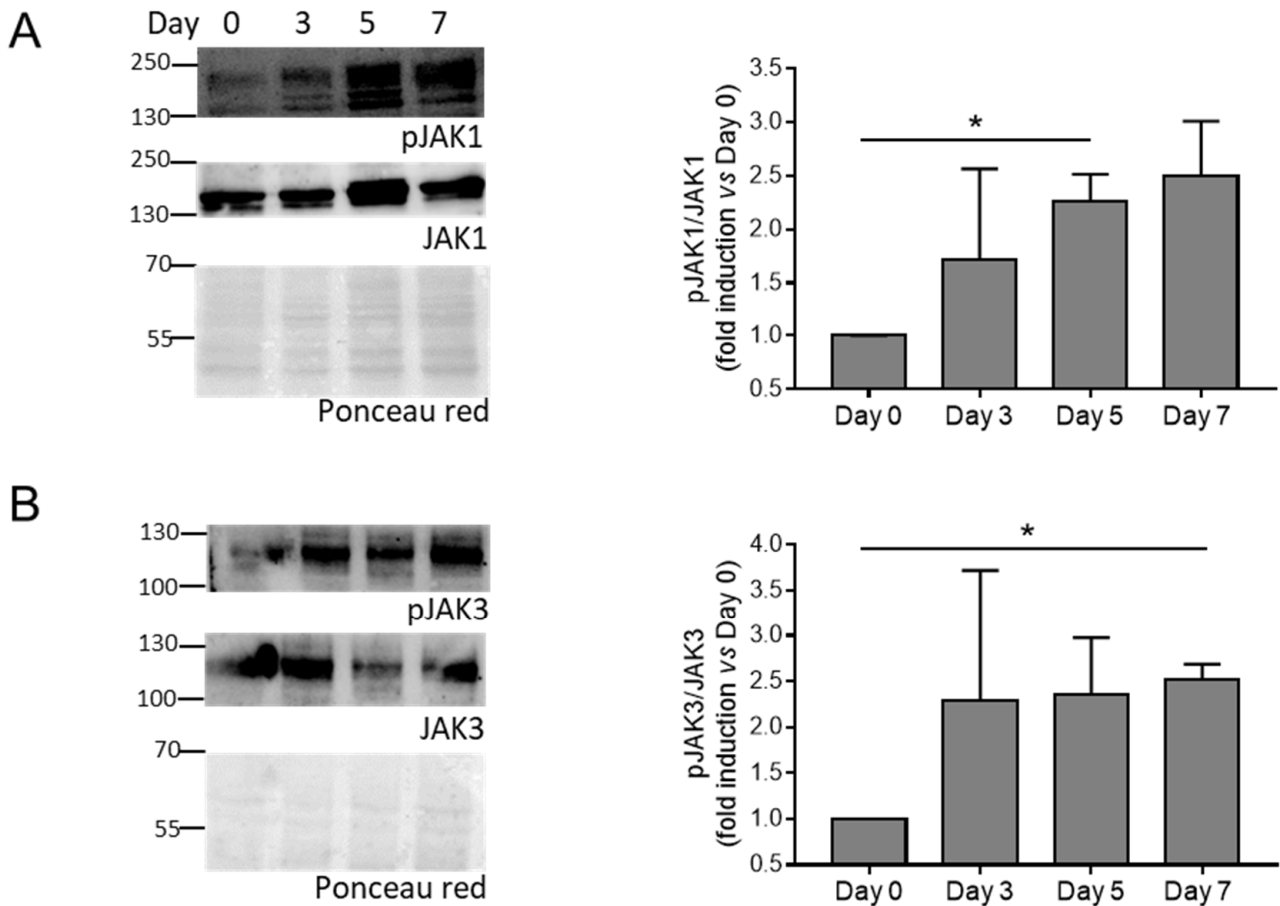 A
Day 0 3 5 7
250
130
pJAK1
250
130
JAK1
70
55
Ponceau red
pJAK1/JAK1
(fold induction vs Day 0)
3.5
3.0
2.5
2.0
1.5
1.0
0.5
*
Day 0 Day 3 Day 5 Day 7
B
130
100
pJAK3
130
100
JAK3
70
55
Ponceau red
pJAK3/JAK3
(fold induction vs Day 0)
4.0
3.5
3.0
2.5
2.0
1.5
1.0
0.5
*
Day 0 Day 3 Day 5 Day 7